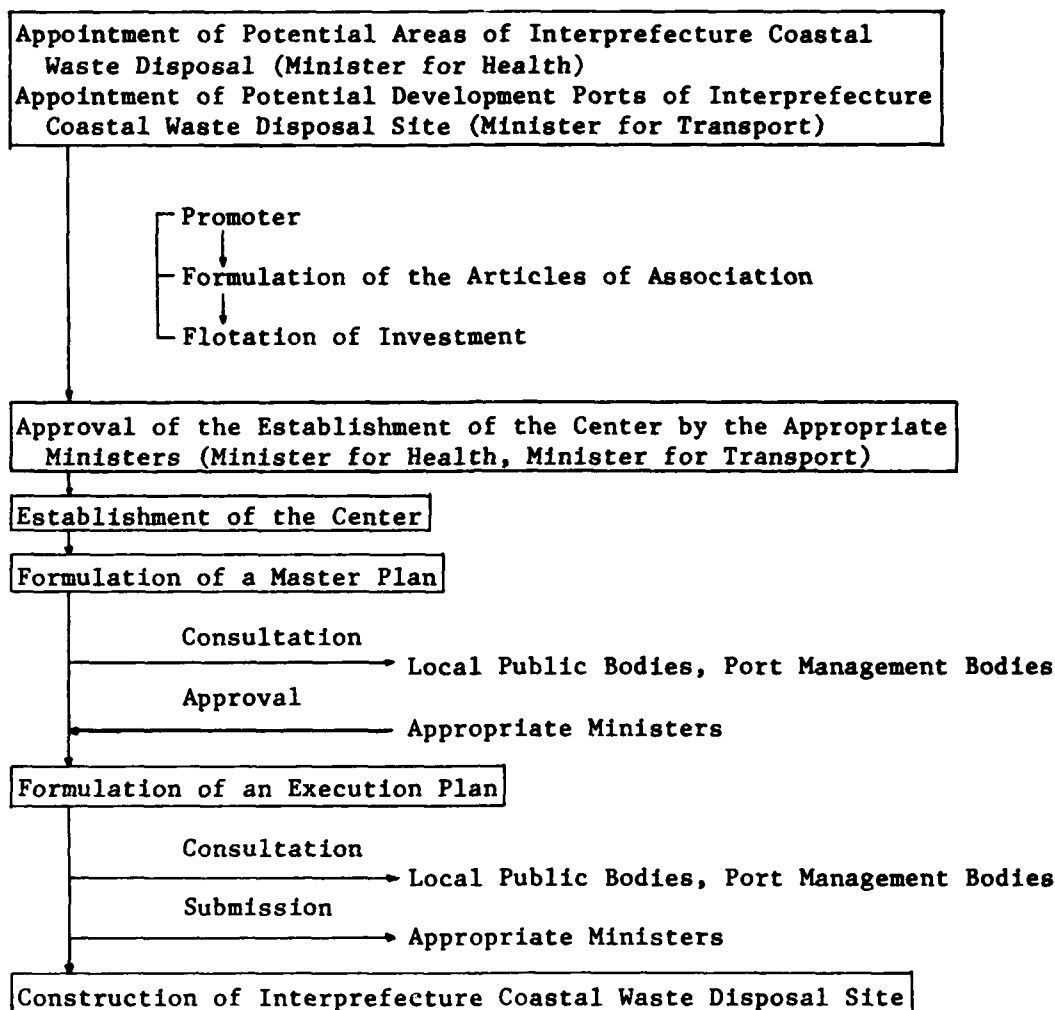 Appointment of Potential Areas of Interprefecture Coastal
Waste Disposal (Minister for Health)
Appointment of Potential Development Ports of Interprefecture
Coastal Waste Disposal Site (Minister for Transport)
Promoter
Formulation of the Articles of Association
Flotation of Investment
Approval of the Establishment of the Center by the Appropriate
Ministers (Minister for Health, Minister for Transport)
Establishment of the Center
Formulation of a Master Plan
Consultation
Local Public Bodies, Port Management Bodies
Approval
Appropriate Ministers
Formulation of an Execution Plan
Consultation
Local Public Bodies, Port Management Bodies
Submission
Appropriate Ministers
Construction of Interprefecture Coastal Waste Disposal Site